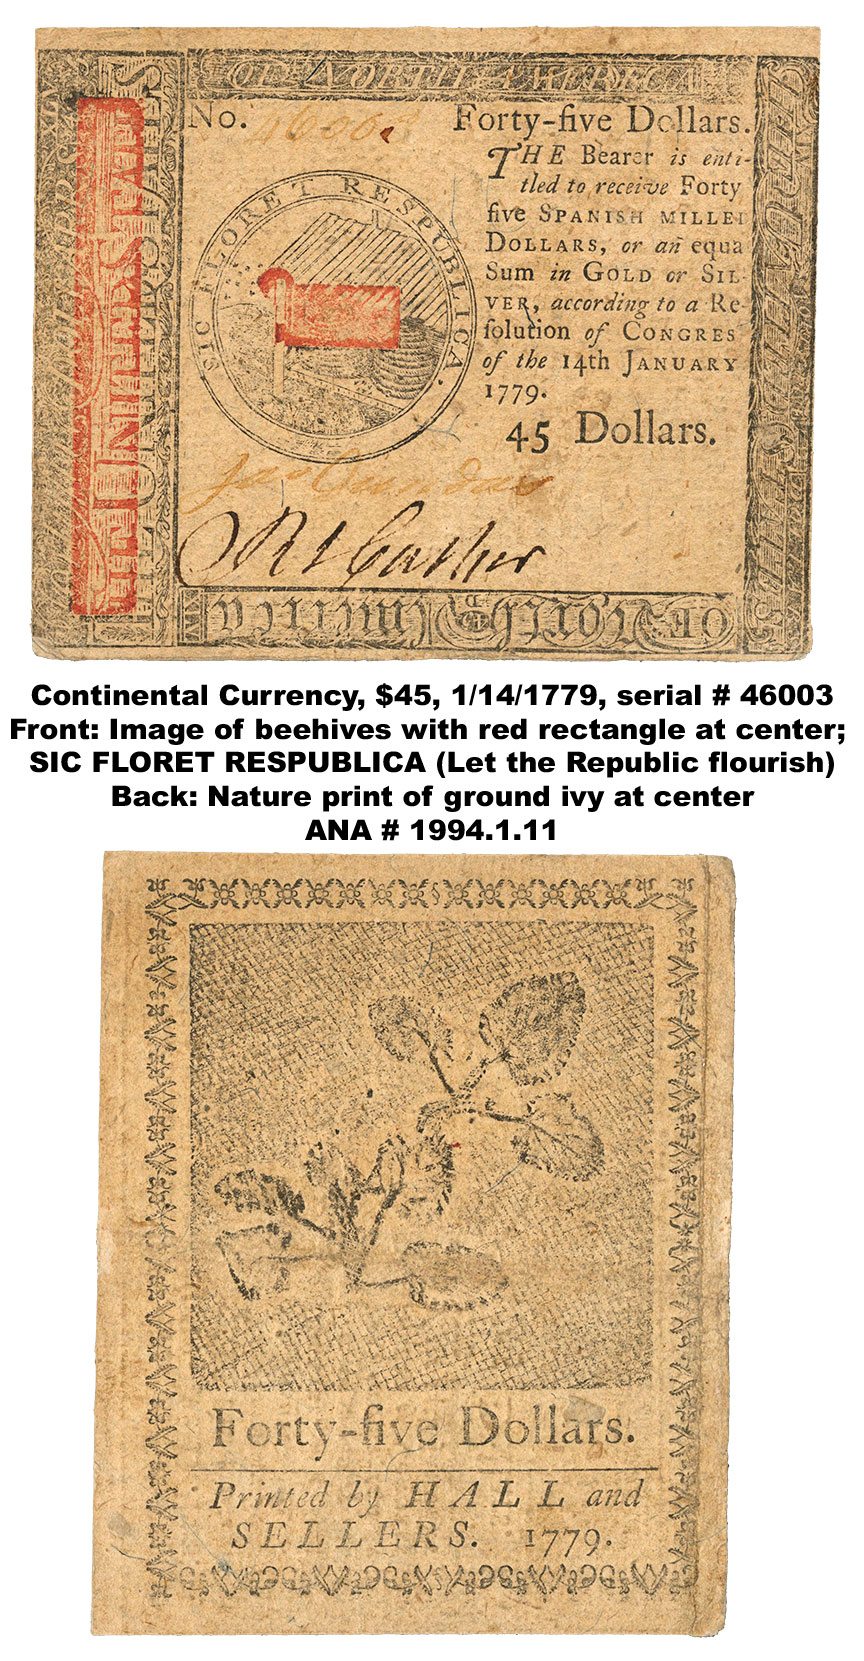 OF NORTH AMERICA
No. 46003 Forty-five Dollars.
SIC FLORET RESPUBLICA.
THE Bearer is enti-
tled to receive Forty
five SPANISH MILLED
DOLLARS, or an equa
Sum in GOLD or SIL-
VER, according to a Re-
ſolution of CONGRES
of the 14th JANUARY
1779.
45 Dollars.
OF North America
Continental Currency, $45, 1/14/1779, serial # 46003
Front: Image of beehives with red rectangle at center;
SIC FLORET RESPUBLICA (Let the Republic flourish)
Back: Nature print of ground ivy at center
ANA # 1994.1.11
Forty-five Dollars.
Printed by HALL and
SELLERS. 1779.